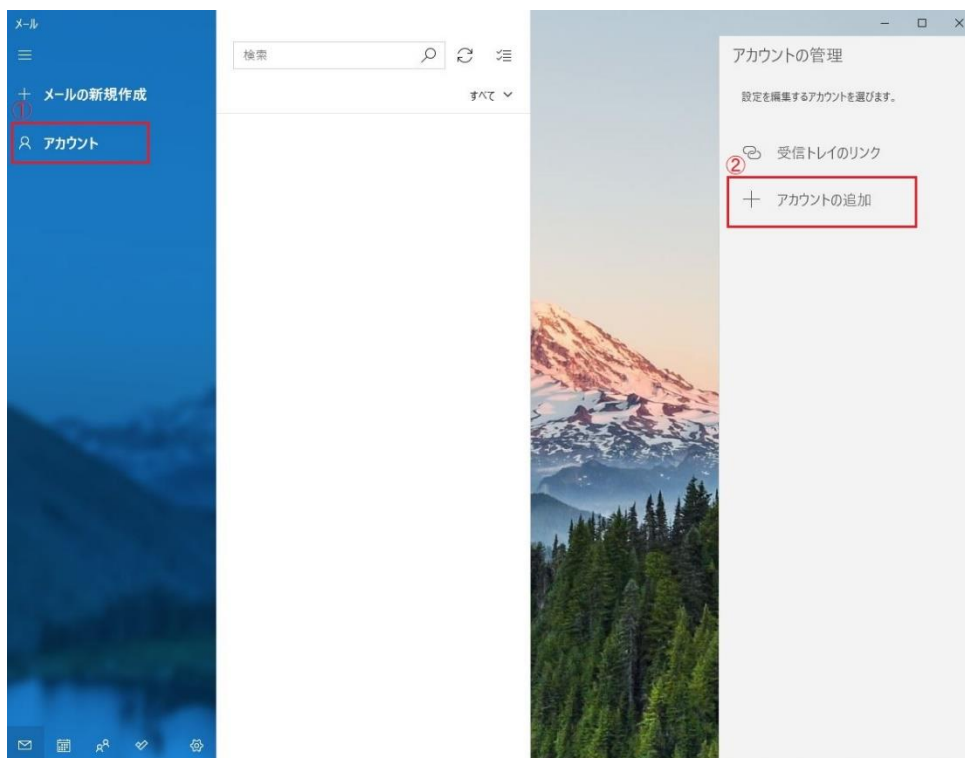 メール
メールの新規作成
①
アカウント
検索
すべて
アカウントの管理
設定を編集するアカウントを選びます。
受信トレイのリンク
②
アカウントの追加